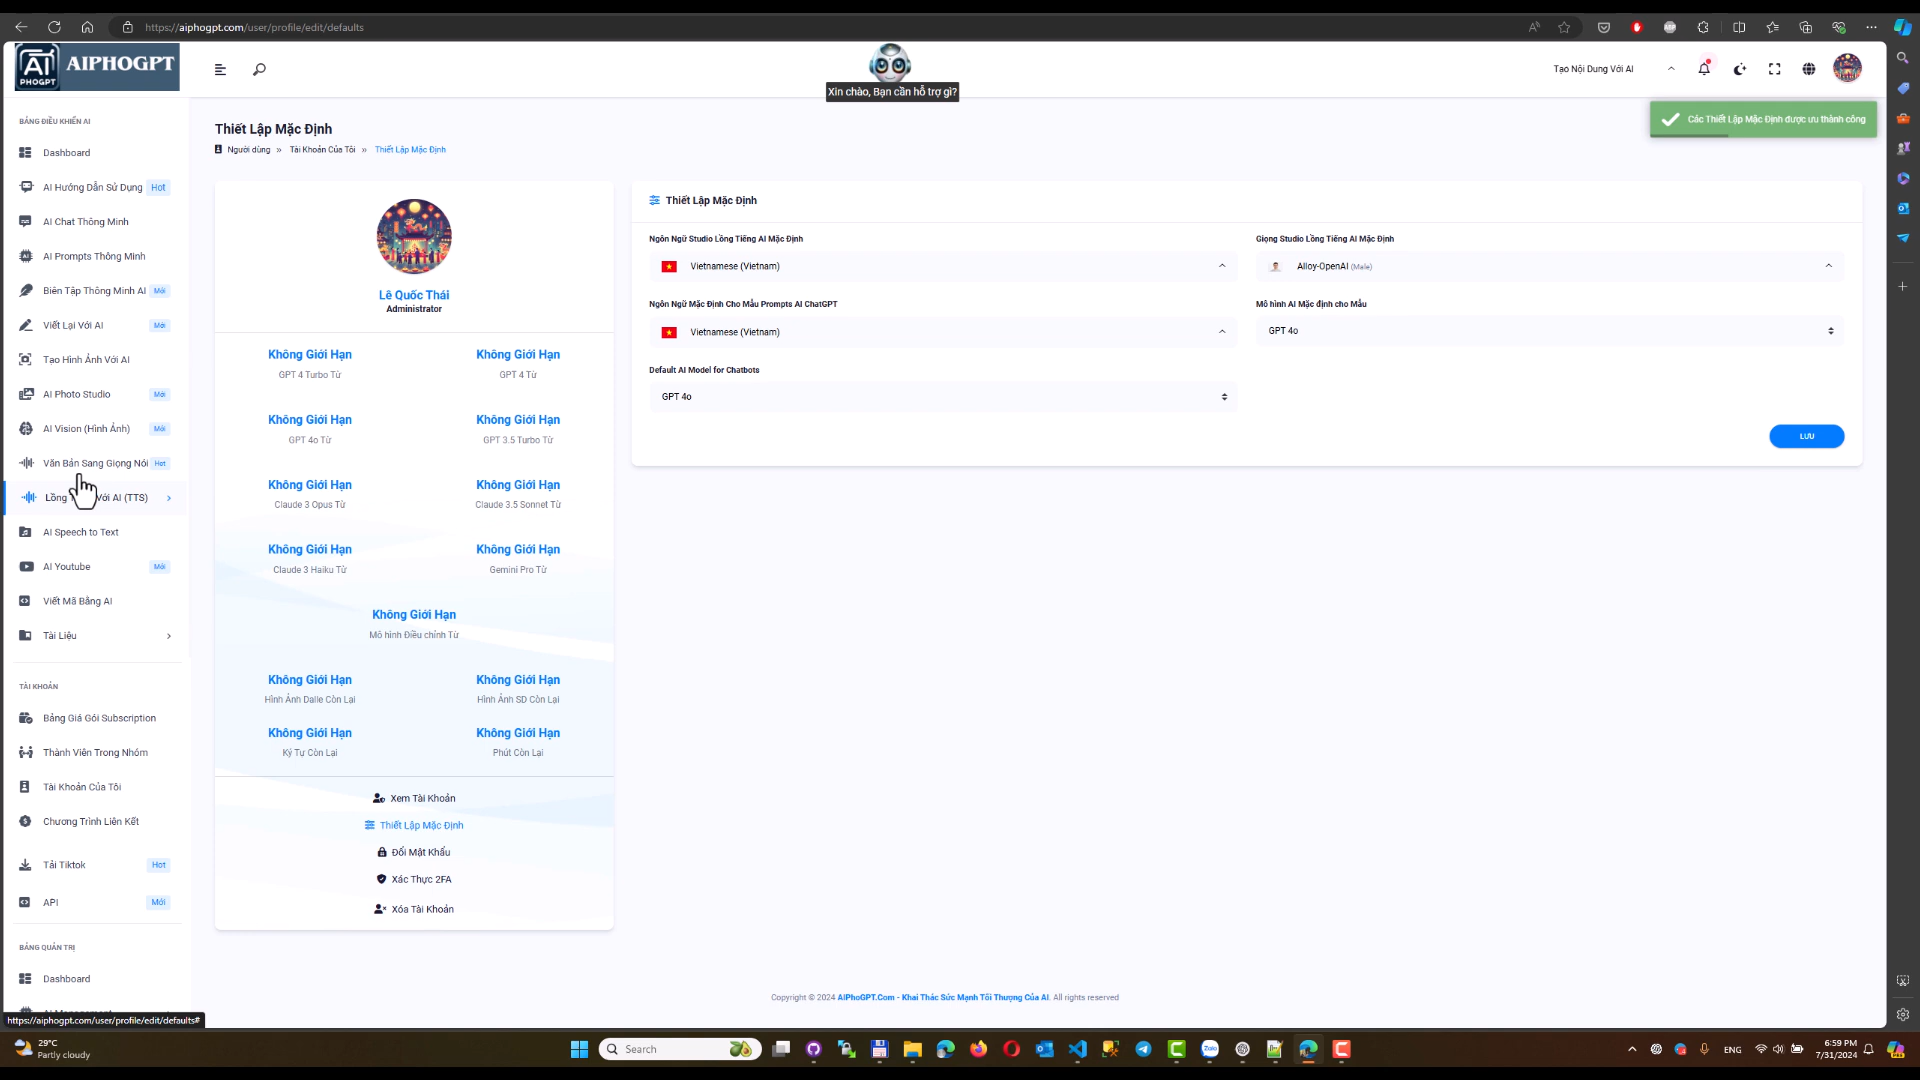 https://aiphogpt.com/user/profile/edit/defaults
AI
PHOGPT
AIPHOGPT
Xin chào, Bạn cần hỗ trợ gì?
Tạo Nội Dung Với AI
Các Thiết Lập Mặc Định được ưu thành công
BẢNG ĐIỀU KHIỂN AI
Dashboard
AI Hướng Dẫn Sử Dụng Hot
AI Chat Thông Minh
AI Prompts Thông Minh
Biên Tập Thông Minh AI Mới
Viết Lại Với AI Mới
Tạo Hình Ảnh Với AI
AI Photo Studio Mới
AI Vision (Hình Ảnh) Mới
Văn Bản Sang Giọng Nói Hot
Lồng Với AI (TTS)
AI Speech to Text
AI Youtube Mới
Viết Mã Bằng AI
Tài Liệu
TÀI KHOẢN
Bảng Giá Gói Subscription
Thành Viên Trong Nhóm
Tài Khoản Của Tôi
Chương Trình Liên Kết
Tải Tiktok Hot
API Mới
BẢNG QUẢN TRỊ
Dashboard
https://aiphogpt.com/user/profile/edit/defaults#
Thiết Lập Mặc Định
Người dùng » Tài Khoản Của Tôi » Thiết Lập Mặc Định
Lê Quốc Thái
Administrator
Không Giới Hạn Không Giới Hạn
GPT 4 Turbo Từ GPT 4 Từ
Không Giới Hạn Không Giới Hạn
GPT 4o Từ GPT 3.5 Turbo Từ
Không Giới Hạn Không Giới Hạn
Claude 3 Opus Từ Claude 3.5 Sonnet Từ
Không Giới Hạn Không Giới Hạn
Claude 3 Haiku Từ Gemini Pro Từ
Không Giới Hạn
Mô hình Điều chỉnh Từ
Không Giới Hạn Không Giới Hạn
Hình Ảnh Dalle Còn Lại Hình Ảnh SD Còn Lại
Không Giới Hạn Không Giới Hạn
Ký Tự Còn Lại Phút Còn Lại
Xem Tài Khoản
Thiết Lập Mặc Định
Đổi Mật Khẩu
Xác Thực 2FA
Xóa Tài Khoản
Thiết Lập Mặc Định
Ngôn Ngữ Studio Lồng Tiếng AI Mặc Định
Vietnamese (Vietnam)
Giọng Studio Lồng Tiếng AI Mặc Định
Alloy-OpenAI (Male)
Ngôn Ngữ Mặc Định Cho Mẫu Prompts AI ChatGPT
Vietnamese (Vietnam)
Mô hình AI Mặc định cho Mẫu
GPT 4o
Default AI Model for Chatbots
GPT 4o
LƯU
Copyright © 2024 AIPhoGPT.Com - Khai Thác Sức Mạnh Tối Thượng Của AI. All rights reserved
29°C
Partly cloudy
Search
Zalo
ENG
6:59 PM
7/31/2024